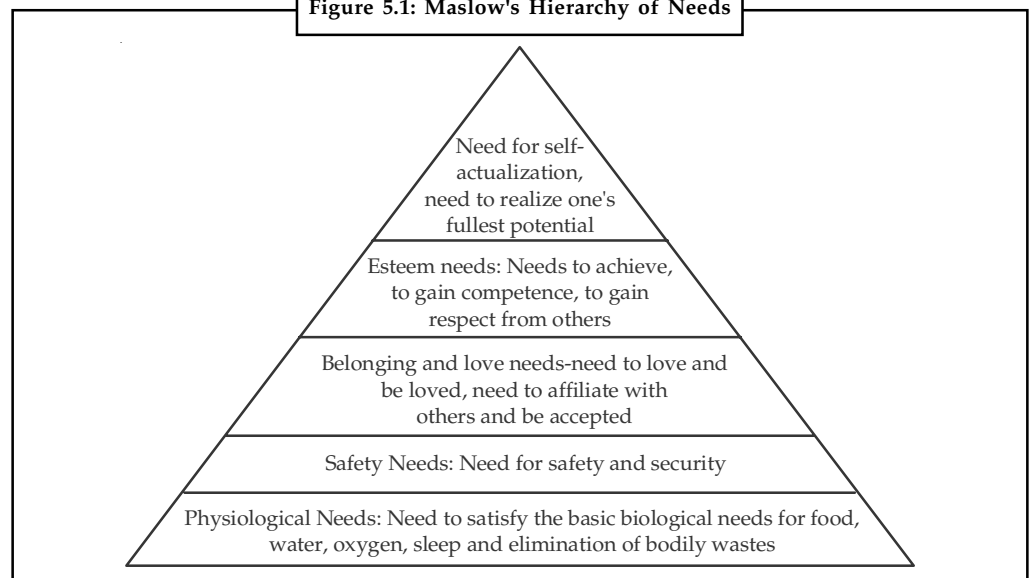 Figure 5.1: Maslow's Hierarchy of Needs
Need for self-
actualization,
need to realize one's
fullest potential
Esteem needs: Needs to achieve,
to gain competence, to gain
respect from others
Belonging and love needs-need to love and
be loved, need to affiliate with
others and be accepted
Safety Needs: Need for safety and security
Physiological Needs: Need to satisfy the basic biological needs for food,
water, oxygen, sleep and elimination of bodily wastes